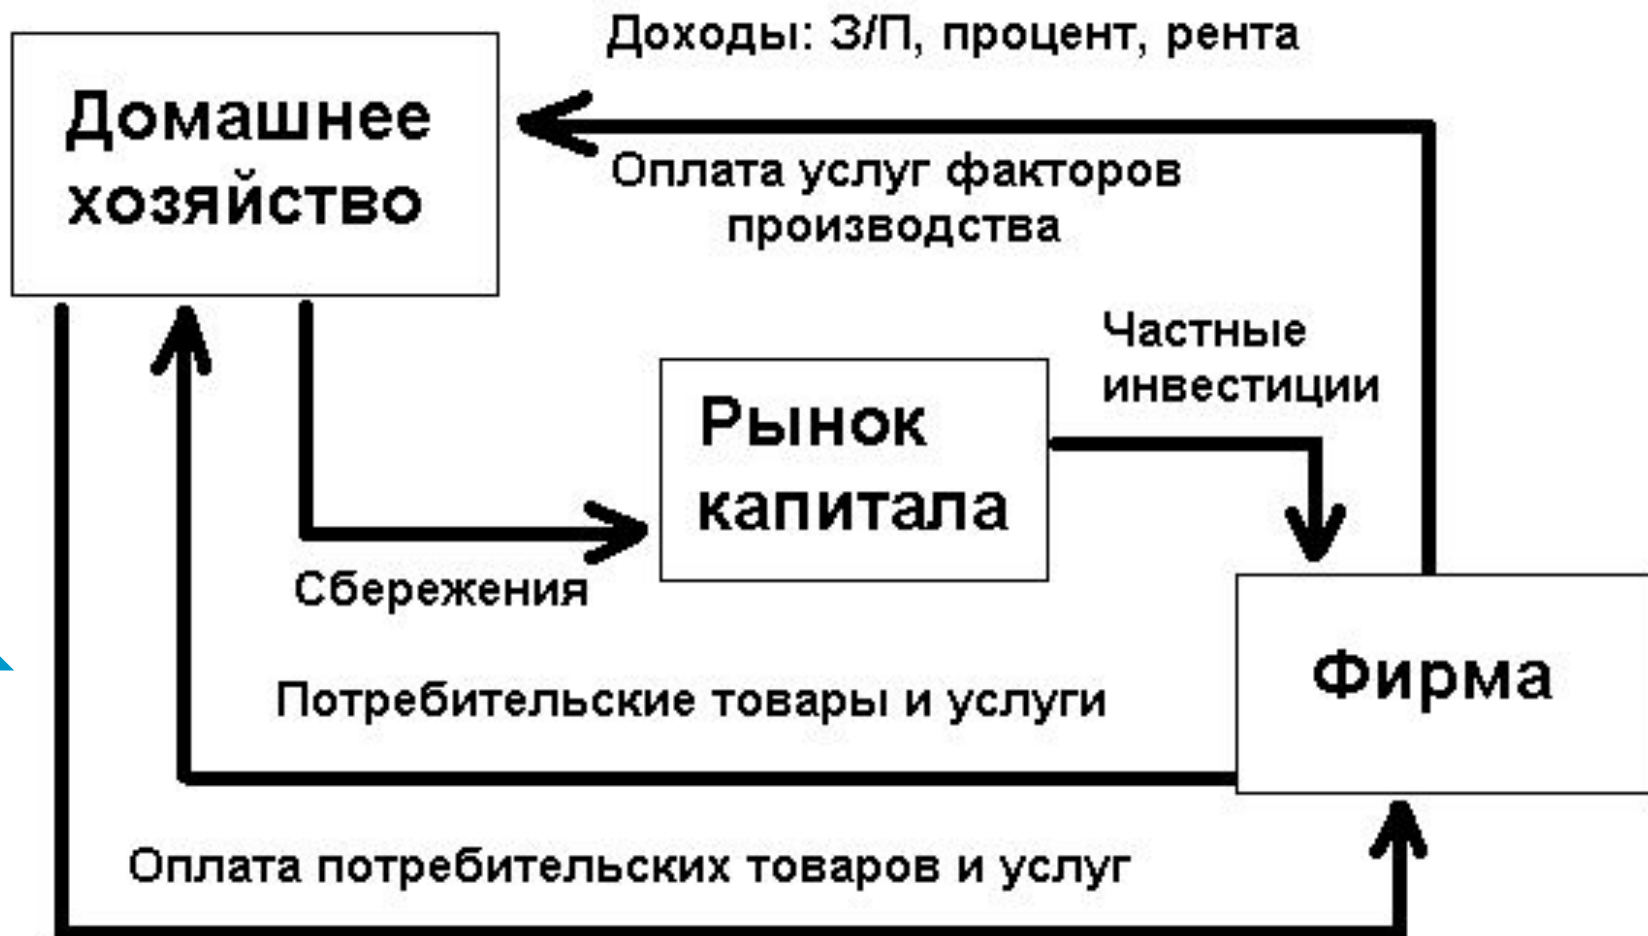 Доходы: З/П, процент, рента
Домашнее
хозяйство
Оплата услуг факторов
производства
Частные
инвестиции
Рынок
капитала
Сбережения
Фирма
Потребительские товары и услуги
Оплата потребительских товаров и услуг